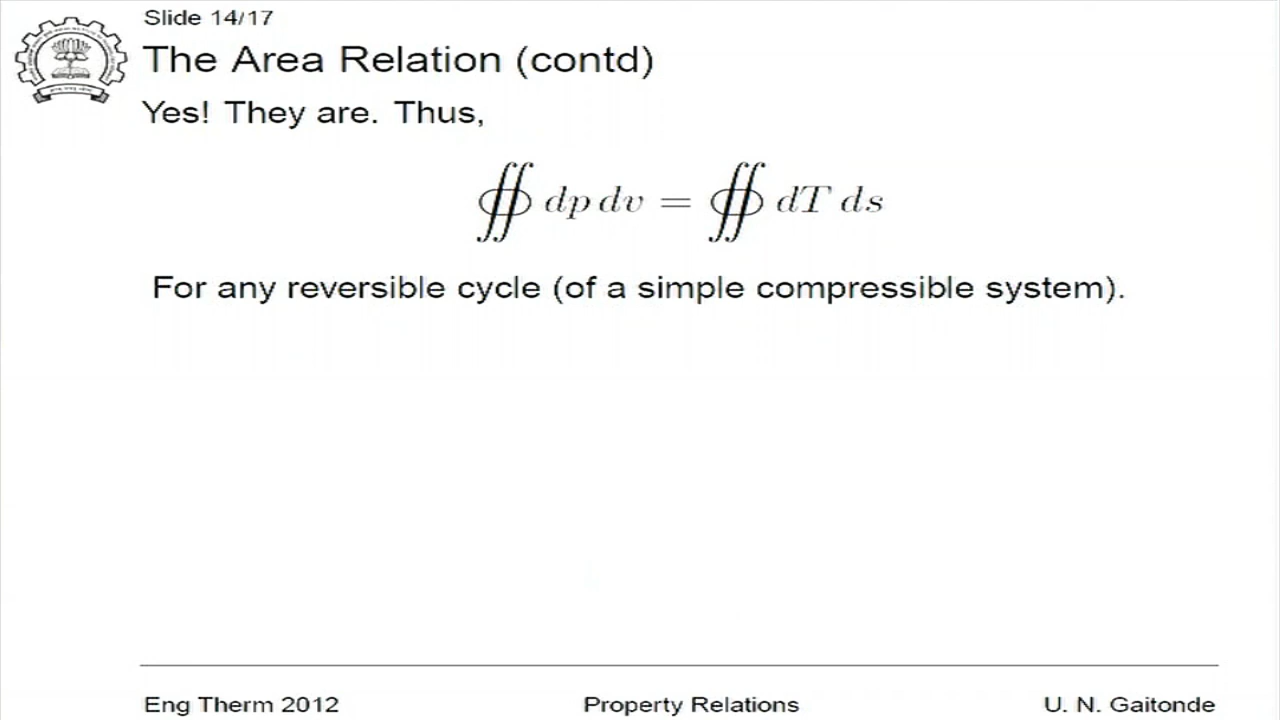 Slide 14/17
The Area Relation (contd)
Yes! They are. Thus,
∯ dp dv = ∯ dT ds
For any reversible cycle (of a simple compressible system).
Eng Therm 2012 Property Relations U. N. Gaitonde